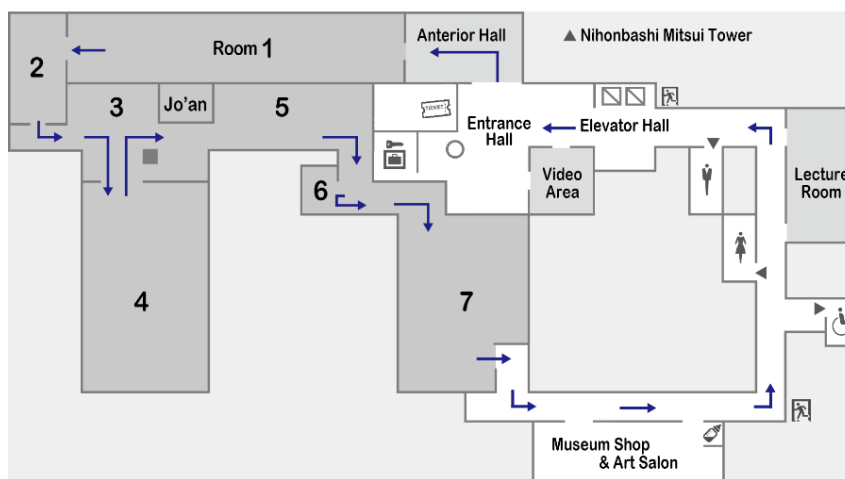 ▲ Nihonbashi Mitsui Tower
Anterior Hall
Room 1
2
3
Jo'an
5
TICKET
Entrance
Hall
Elevator Hall
Video
Area
Lecture
Room
6
4
7
Museum Shop
& Art Salon